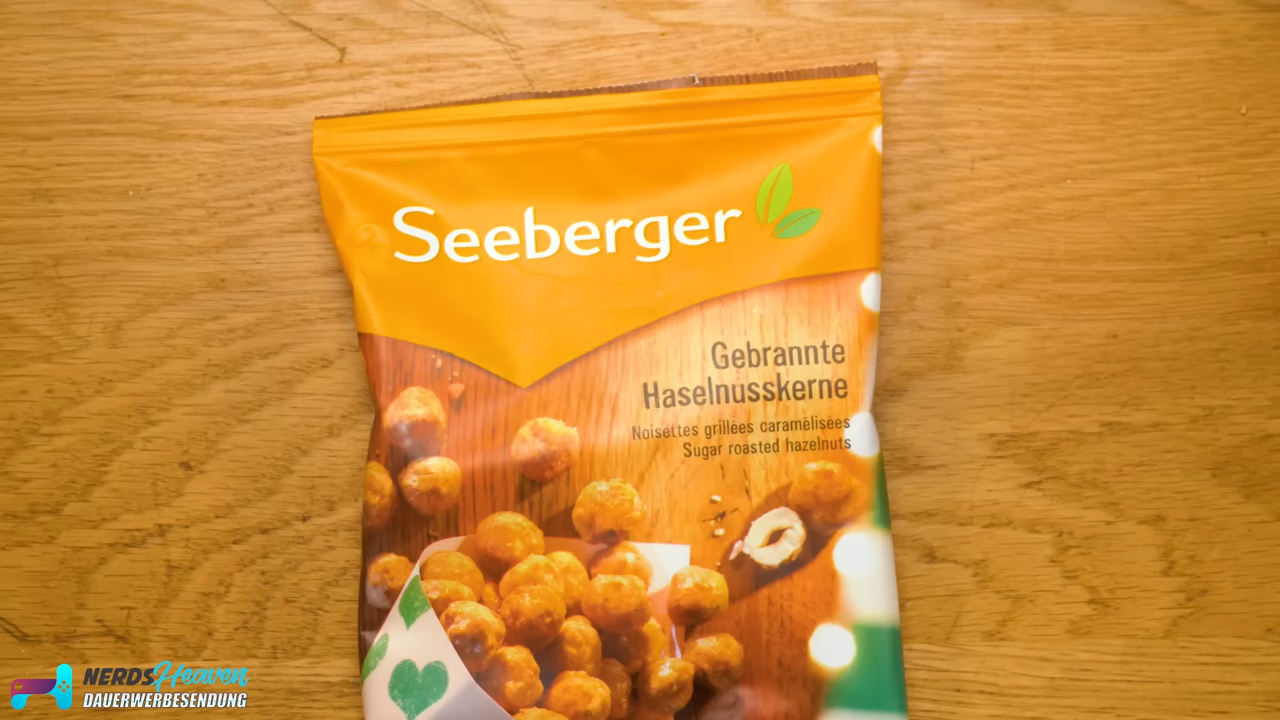 Seeberger
Gebrannte
Haselnusskerne
Noisettes grillées caramélisées
Sugar roasted hazelnuts
NERDSHeaven
DAUERWERBESENDUNG